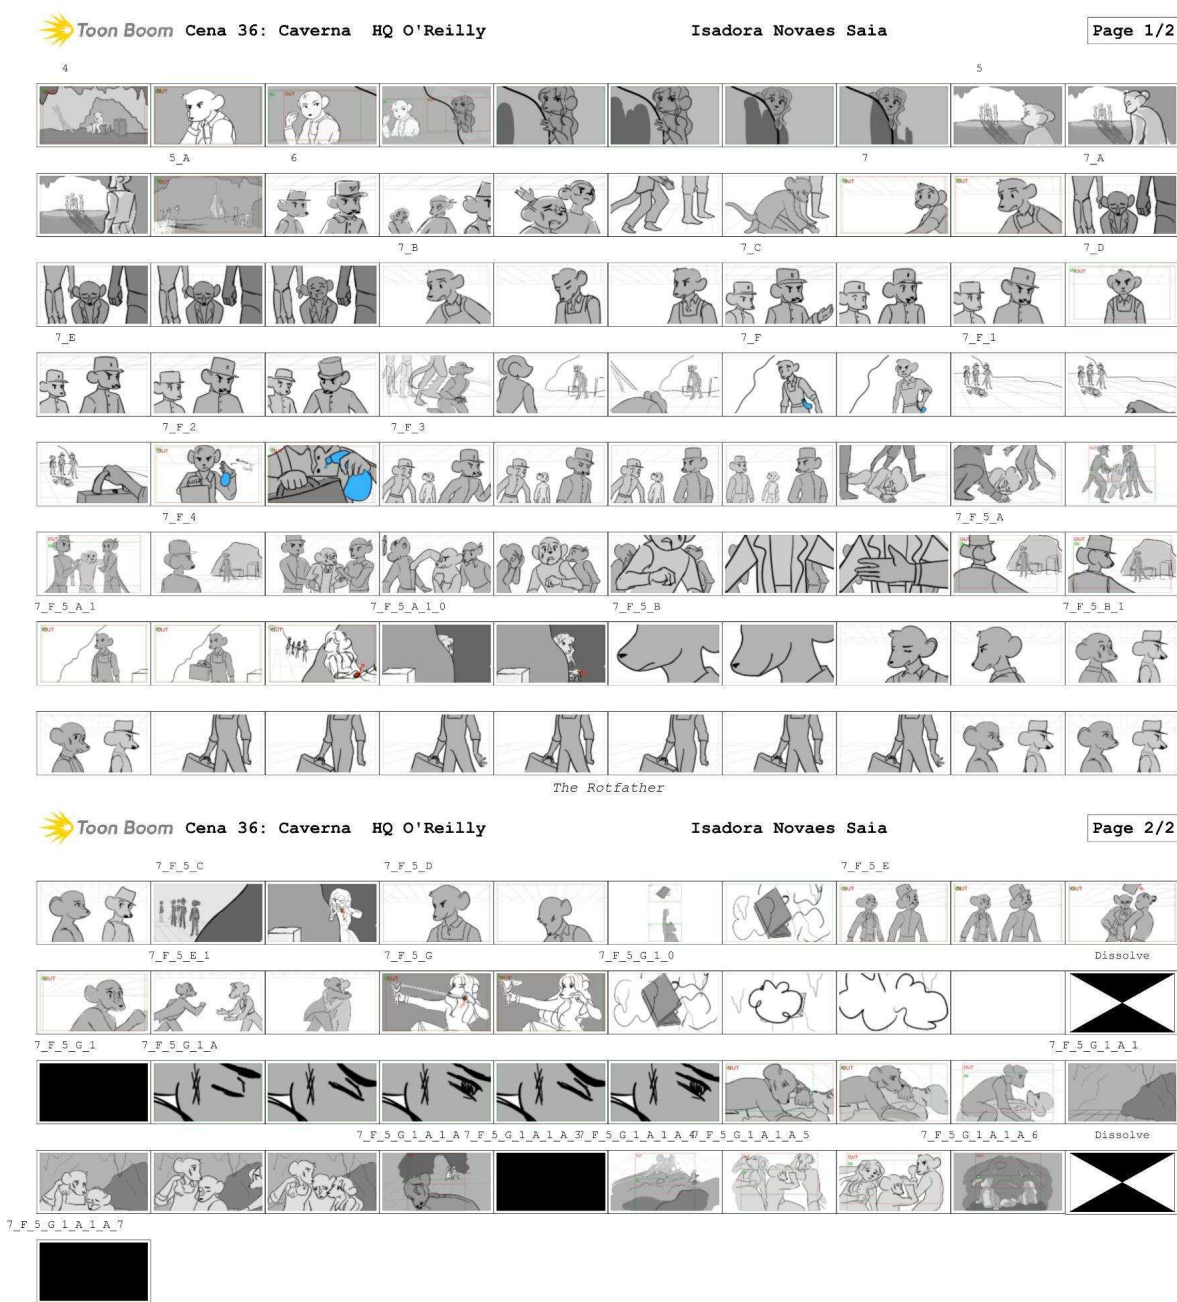 Toon Boom Cena 36: Caverna HQ O'Reilly Isadora Novaes Saia Page 1/2
4 5
5_A 6 7 7_A
7_B 7_C 7_D
7_E 7_F 7_F_1
7_F_2 7_F_3
7_F_4 7_F_5_A
7_F_5_A_1 7_F_5_A_1_0 7_F_5_B 7_F_5_B_1
The Rotfather
Toon Boom Cena 36: Caverna HQ O'Reilly Isadora Novaes Saia Page 2/2
7_F_5_C 7_F_5_D 7_F_5_E
7_F_5_E_1 7_F_5_G 7_F_5_G_1_0 Dissolve
7_F_5_G_1 7_F_5_G_1_A 7_F_5_G_1_A_1
7_F_5_G_1_A_1_A 7_F_5_G_1_A_1_A_3 7_F_5_G_1_A_1_A_4 7_F_5_G_1_A_1_A_5 7_F_5_G_1_A_1_A_6 Dissolve
7_F_5_G_1_A_1_A_7